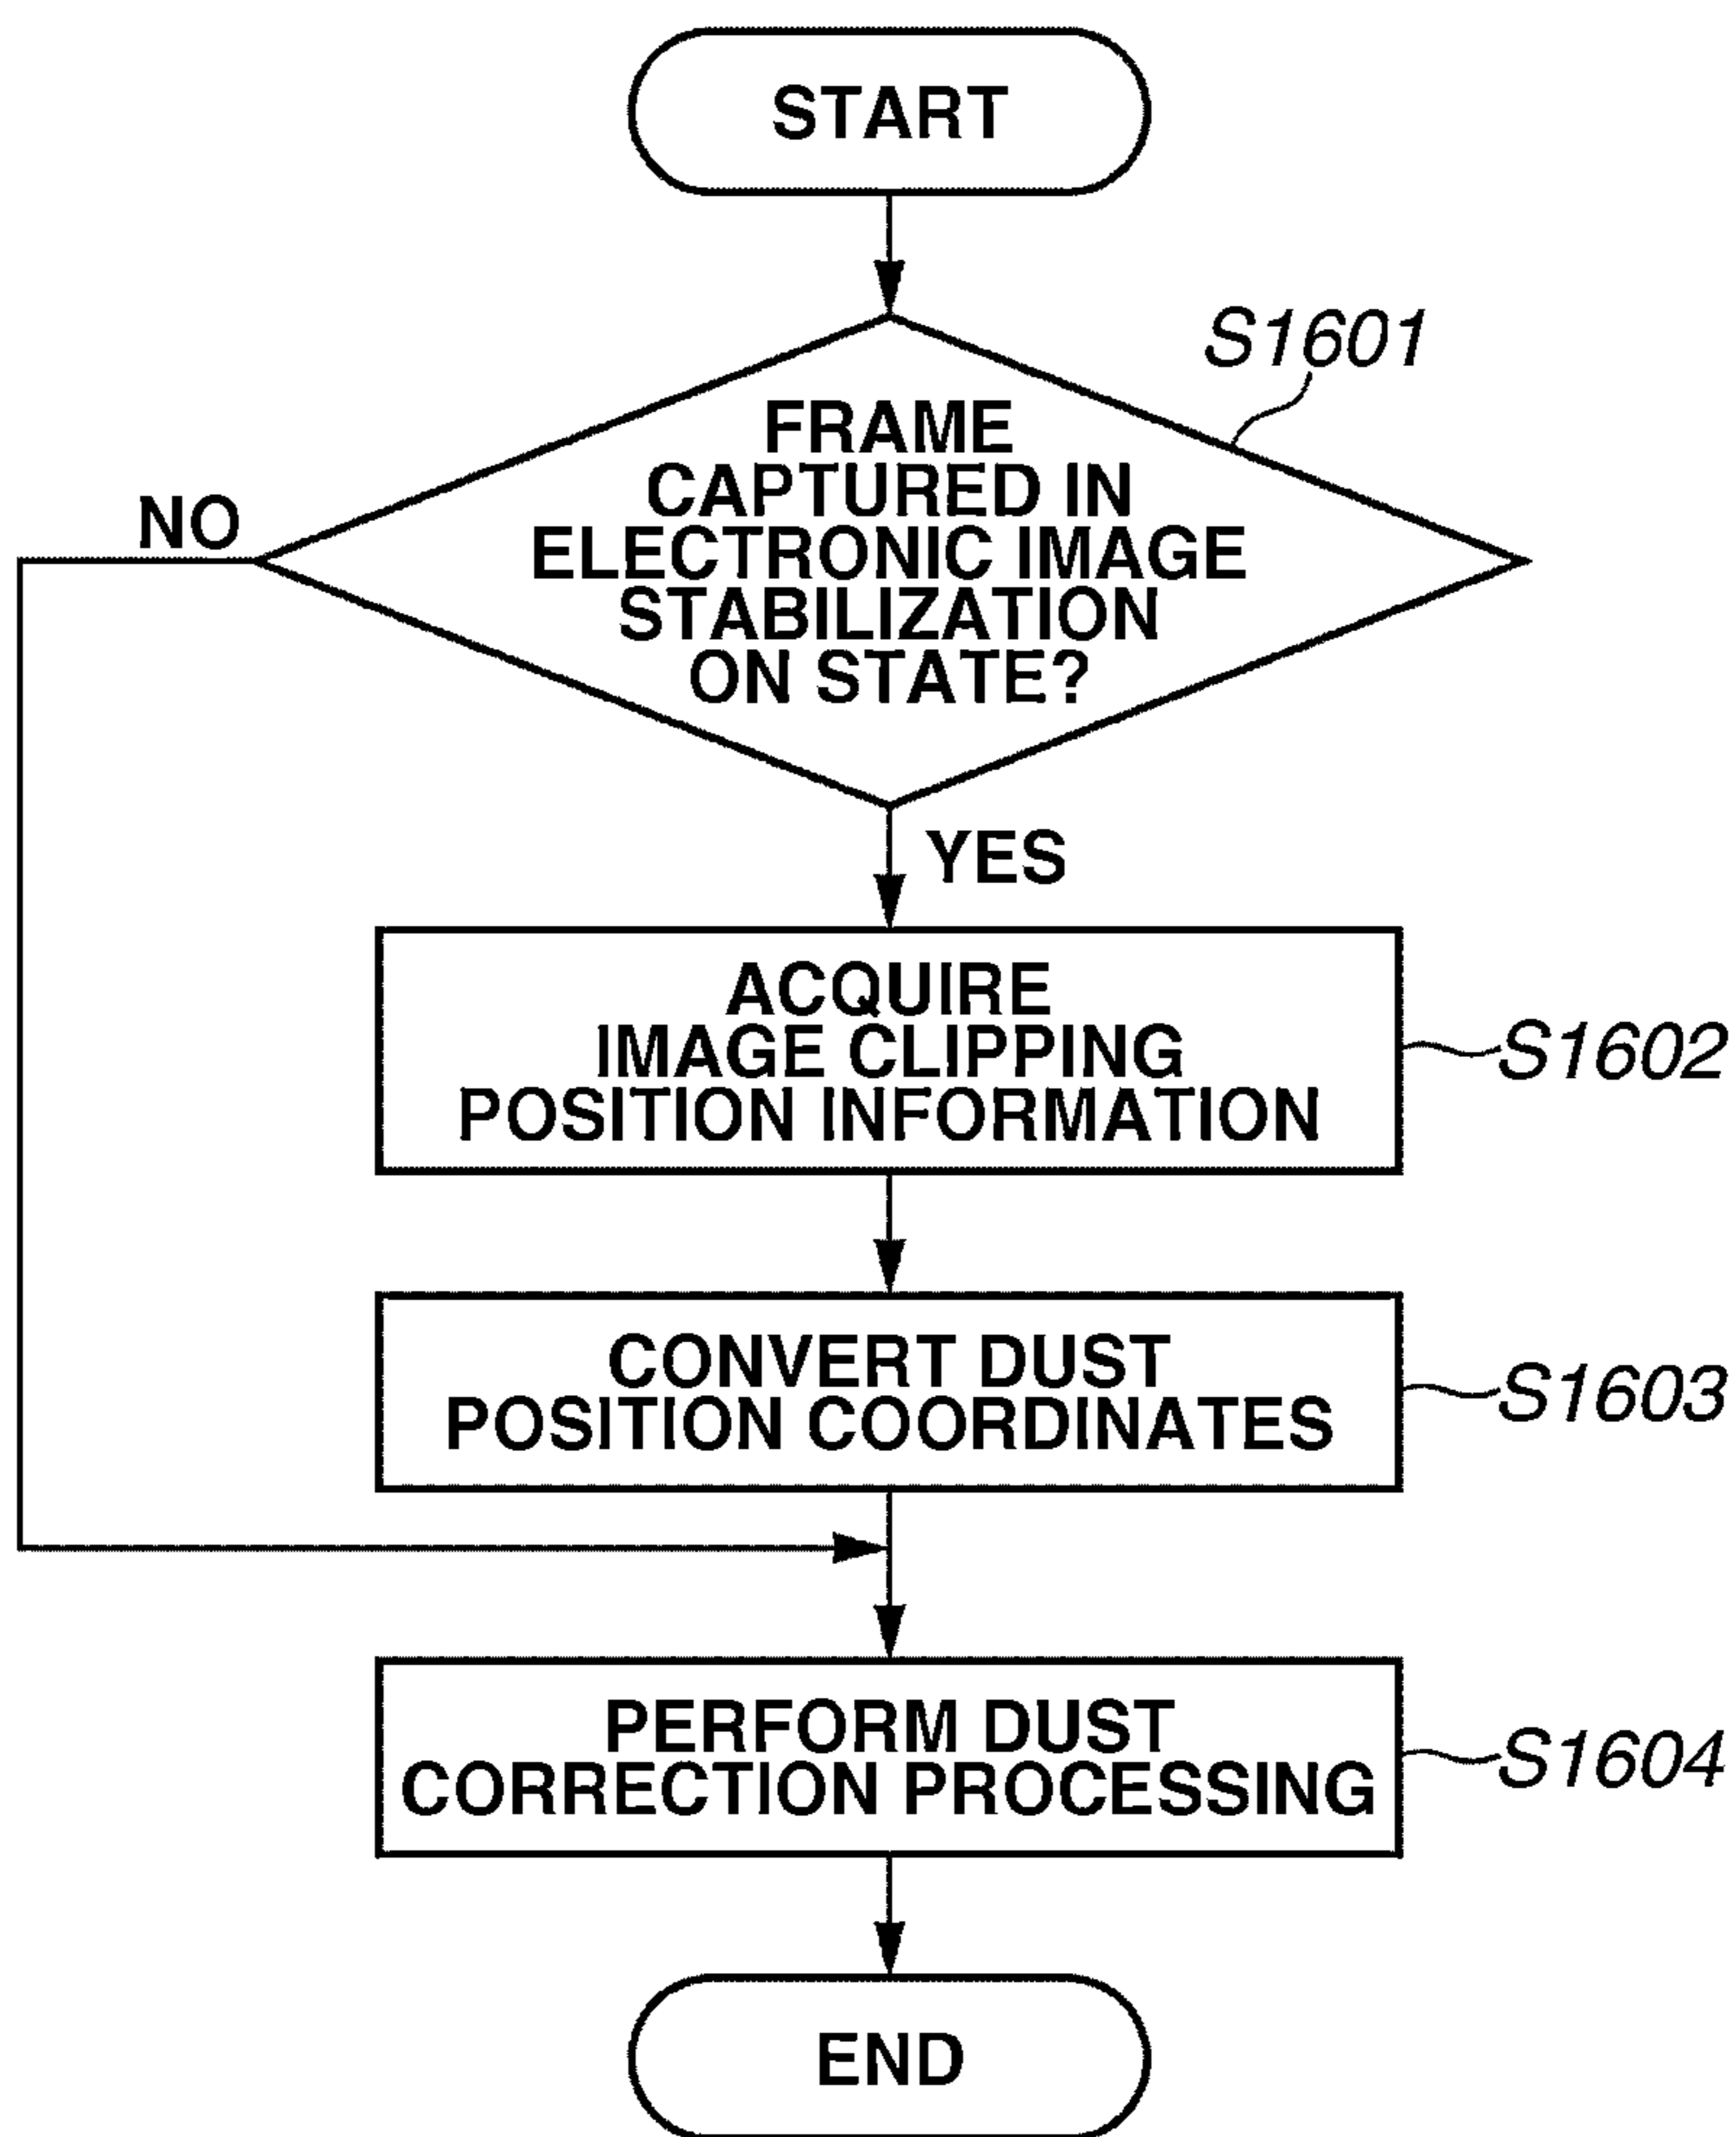 START
S1601
FRAME
CAPTURED IN
ELECTRONIC IMAGE
STABILIZATION
ON STATE?
NO
YES
ACQUIRE
IMAGE CLIPPING
POSITION INFORMATION
S1602
CONVERT DUST
POSITION COORDINATES
S1603
PERFORM DUST
CORRECTION PROCESSING
S1604
END